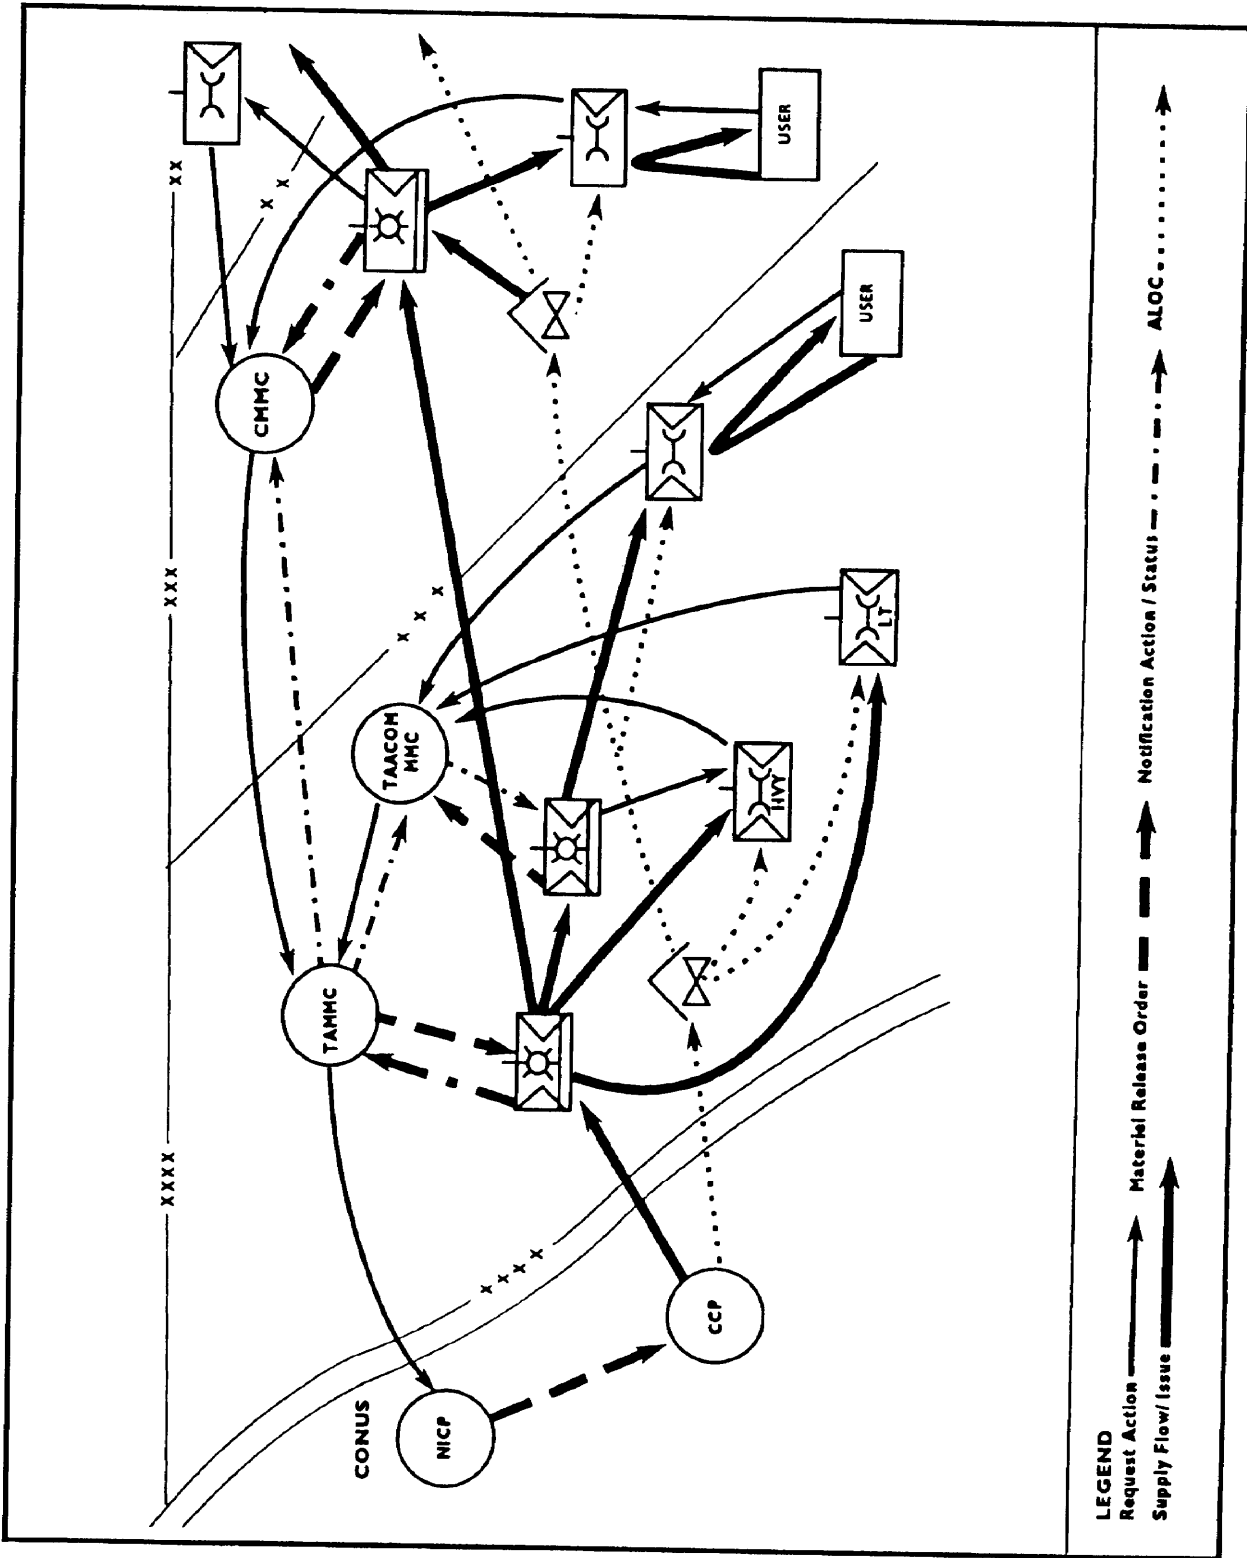 XXXX
XXX
XX
X X
CMMC
TAMMC
CONUS
TAACOM
MMC
X X X
NICP
X X X X
CCP
HVY
USER
USER
LT
LEGEND
Request Action
Materiel Release Order
Notification Action / Status
ALOC
Supply Flow/ Issue